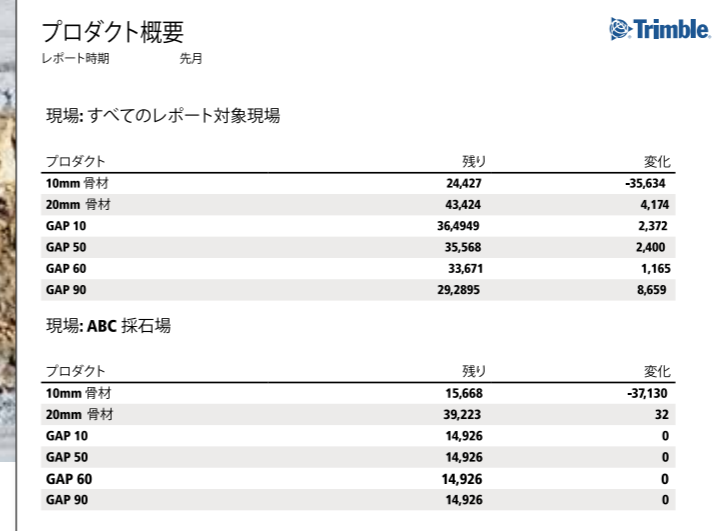 プロダクト概要
Trimble.
レポート時期 先月
現場: すべてのレポート対象現場
プロダクト 残り 変化
10mm 骨材 24,427 -35,634
20mm 骨材 43,424 4,174
GAP 10 36,4949 2,372
GAP 50 35,568 2,400
GAP 60 33,671 1,165
GAP 90 29,2895 8,659
現場: ABC 採石場
プロダクト 残り 変化
10mm 骨材 15,668 -37,130
20mm 骨材 39,223 32
GAP 10 14,926 0
GAP 50 14,926 0
GAP 60 14,926 0
GAP 90 14,926 0